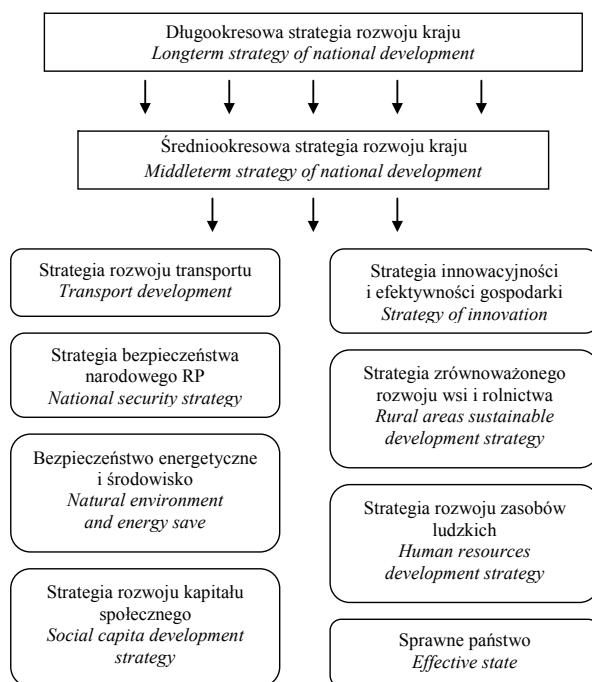 Długookresowa strategia rozwoju kraju
Longterm strategy of national development
Średniookresowa strategia rozwoju kraju
Middleterm strategy of national development
Strategia rozwoju transportu
Transport development
Strategia bezpieczeństwa
narodowego RP
National security strategy
Bezpieczeństwo energetyczne
i środowisko
Natural environment
and energy save
Strategia rozwoju kapitału
społecznego
Social capita development
strategy
Strategia innowacyjności
i efektywności gospodarki
Strategy of innovation
Strategia zrównoważonego
rozwoju wsi i rolnictwa
Rural areas sustainable
development strategy
Strategia rozwoju zasobów
ludzkich
Human resources
development strategy
Sprawne państwo
Effective state